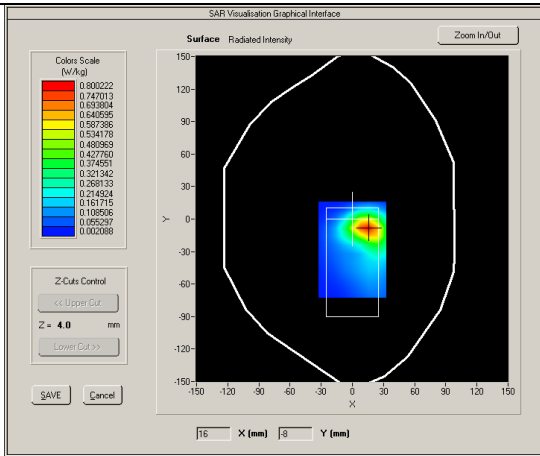 SAR Visualisation Graphical Interface
Surface Radiated Intensity
Zoom In/Out
Colors Scale
(W/kg)
0.800222
0.747013
0.693804
0.640595
0.587386
0.534178
0.480969
0.427760
0.374551
0.321342
0.268133
0.214924
0.161715
0.108506
0.055297
0.002088
Z-Cuts Control
<< Upper Cut
Z = 4.0 mm
Lower Cut >>
SAVE Cancel
150-
120-
90-
60-
30-
0-
-30-
-60-
-90-
-120-
-150-
Y
-150 -120 -90 -60 -30 0 30 60 90 120 150
X
16 X (mm) -8 Y (mm)